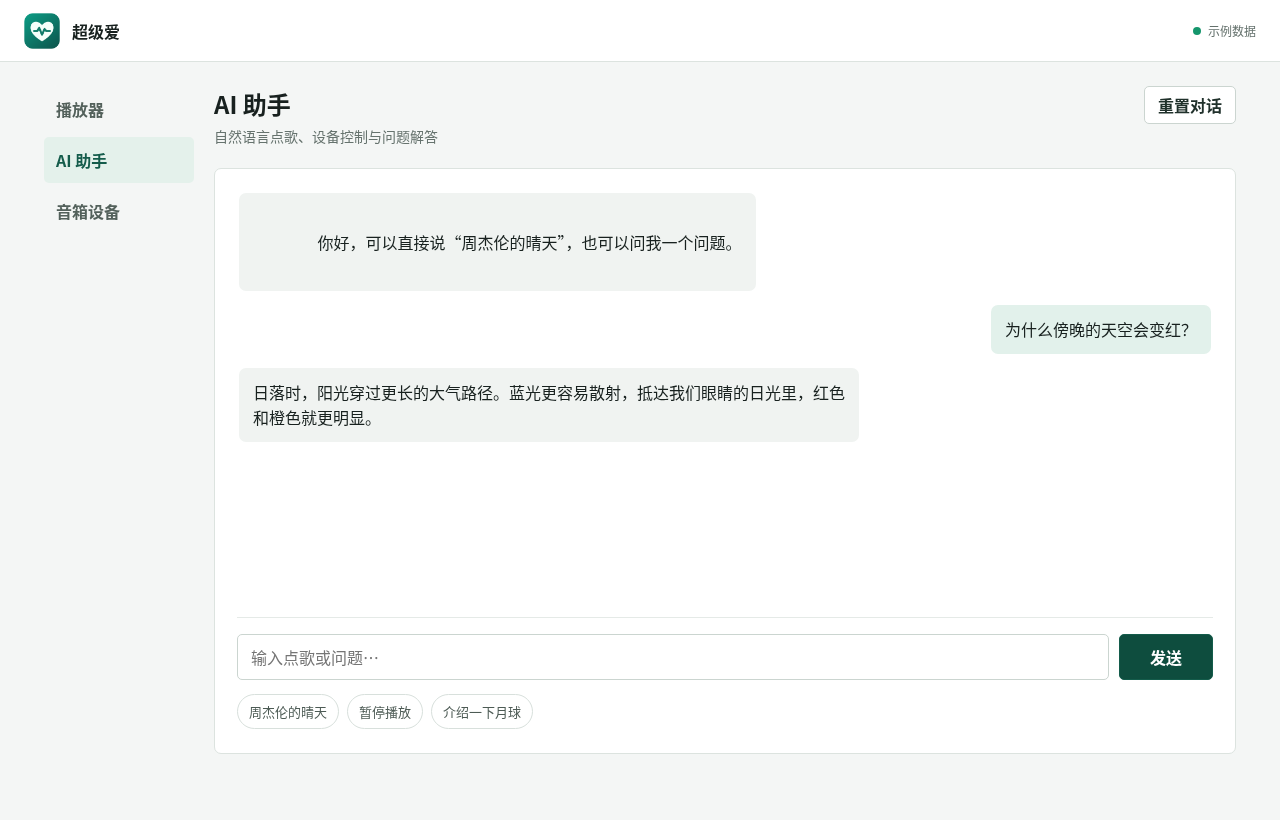 超级爱
示例数据
播放器
AI 助手
音箱设备
AI 助手
自然语言点歌、设备控制与问题解答
重置对话
你好，可以直接说“周杰伦的晴天”，也可以问我一个问题。
为什么傍晚的天空会变红？
日落时，阳光穿过更长的大气路径。蓝光更容易散射，抵达我们眼睛的日光里，红色
和橙色就更明显。
输入点歌或问题…
发送
周杰伦的晴天
暂停播放
介绍一下月球